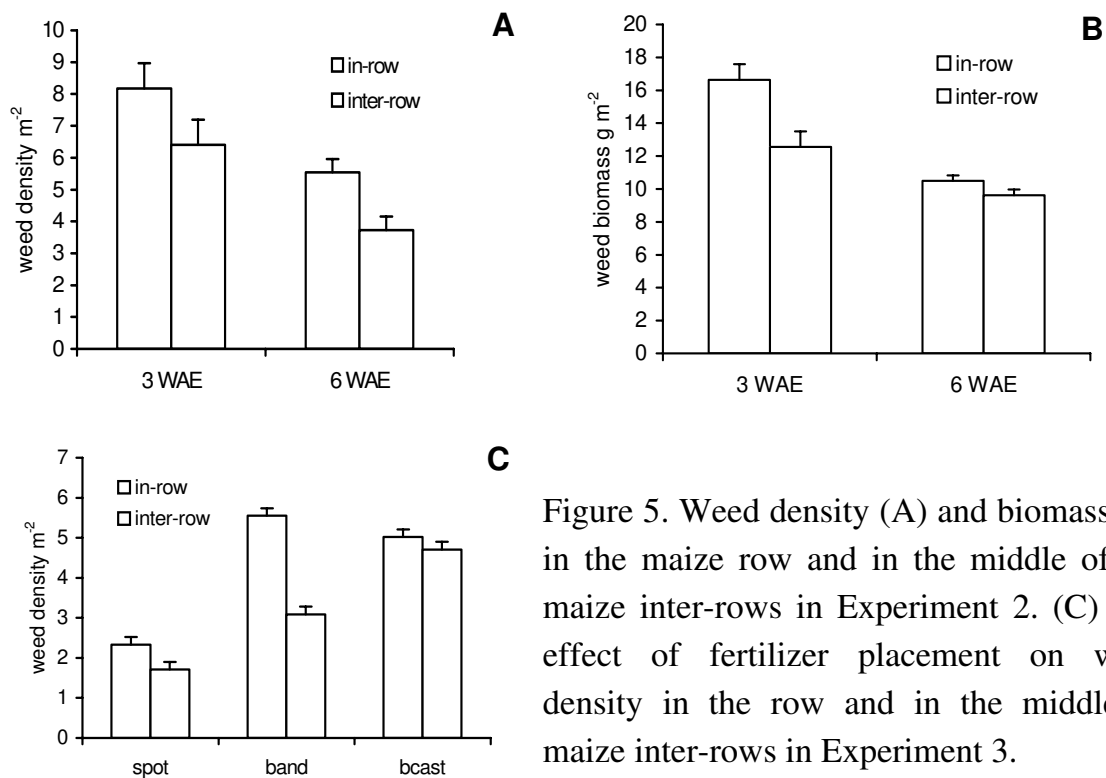 A
10
9
8
7
6
5
4
3
2
1
0
weed density m-2
in-row
inter-row
3 WAE 6 WAE
B
20
18
16
14
12
10
8
6
4
2
0
weed biomass g m-2
in-row
inter-row
3 WAE 6 WAE
C
7
6
5
4
3
2
1
0
weed density m-2
in-row
inter-row
spot band bcast
Figure 5. Weed density (A) and biomass
in the maize row and in the middle of
maize inter-rows in Experiment 2. (C)
effect of fertilizer placement on w
density in the row and in the middle
maize inter-rows in Experiment 3.